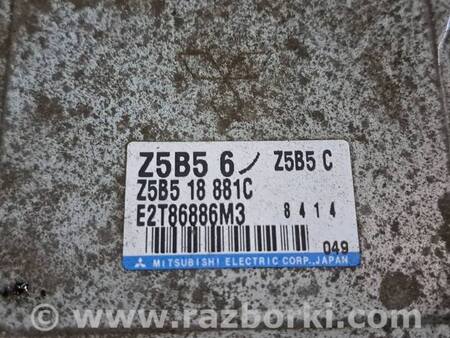 Z5B5 6 Z5B5 C
Z5B5 18 881C
E2T86886M3 8414
049
MITSUBISHI ELECTRIC CORP., JAPAN
© www.razborki.com